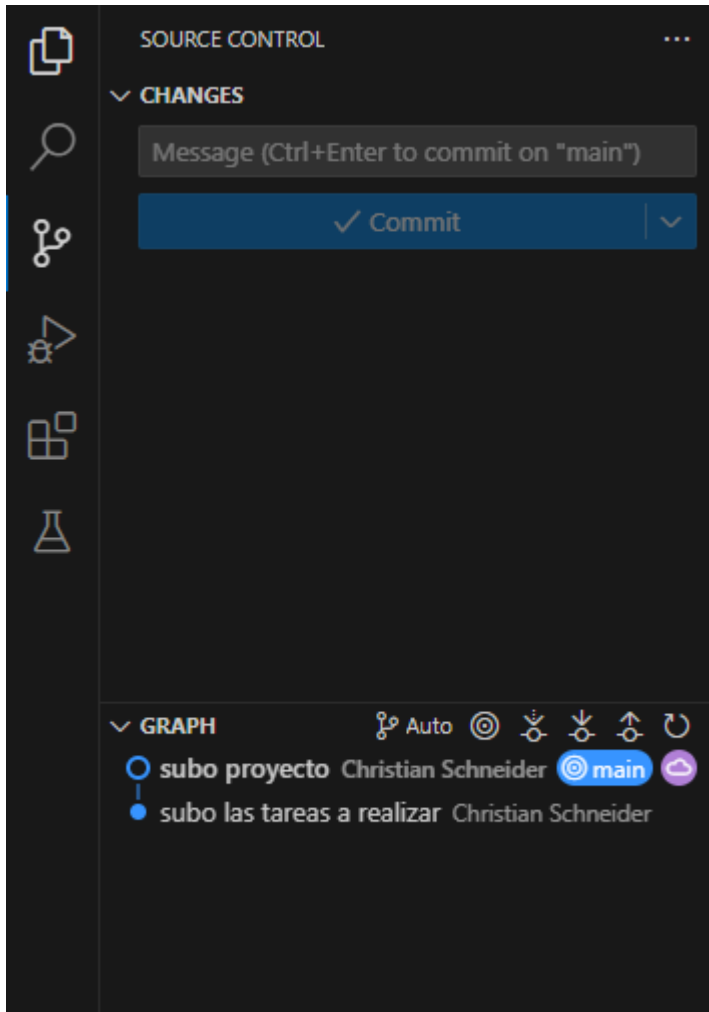 SOURCE CONTROL
CHANGES
Message (Ctrl+Enter to commit on "main")
Commit
GRAPH Auto
subo proyecto Christian Schneider main
subo las tareas a realizar Christian Schneider